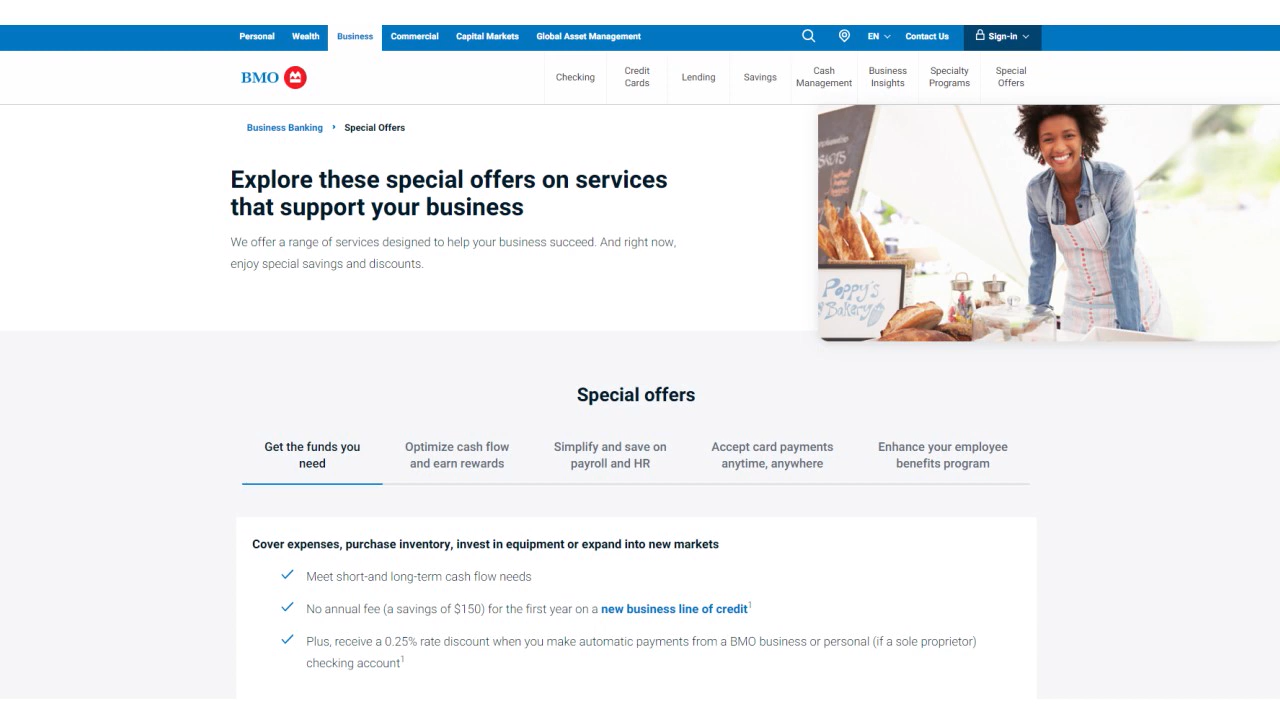 Personal Wealth Business Commercial Capital Markets Global Asset Management EN Contact Us Sign-in
BMO
Checking
Credit
Cards
Lending
Savings
Cash
Management
Business
Insights
Specialty
Programs
Special
Offers
Business Banking Special Offers
Explore these special offers on services
that support your business
We offer a range of services designed to help your business succeed. And right now,
enjoy special savings and discounts.
Poppy's
Bakery
Special offers
Get the funds you
need
Optimize cash flow
and earn rewards
Simplify and save on
payroll and HR
Accept card payments
anytime, anywhere
Enhance your employee
benefits program
Cover expenses, purchase inventory, invest in equipment or expand into new markets
Meet short-and long-term cash flow needs
No annual fee (a savings of $150) for the first year on a new business line of credit1
Plus, receive a 0.25% rate discount when you make automatic payments from a BMO business or personal (if a sole proprietor)
checking account1